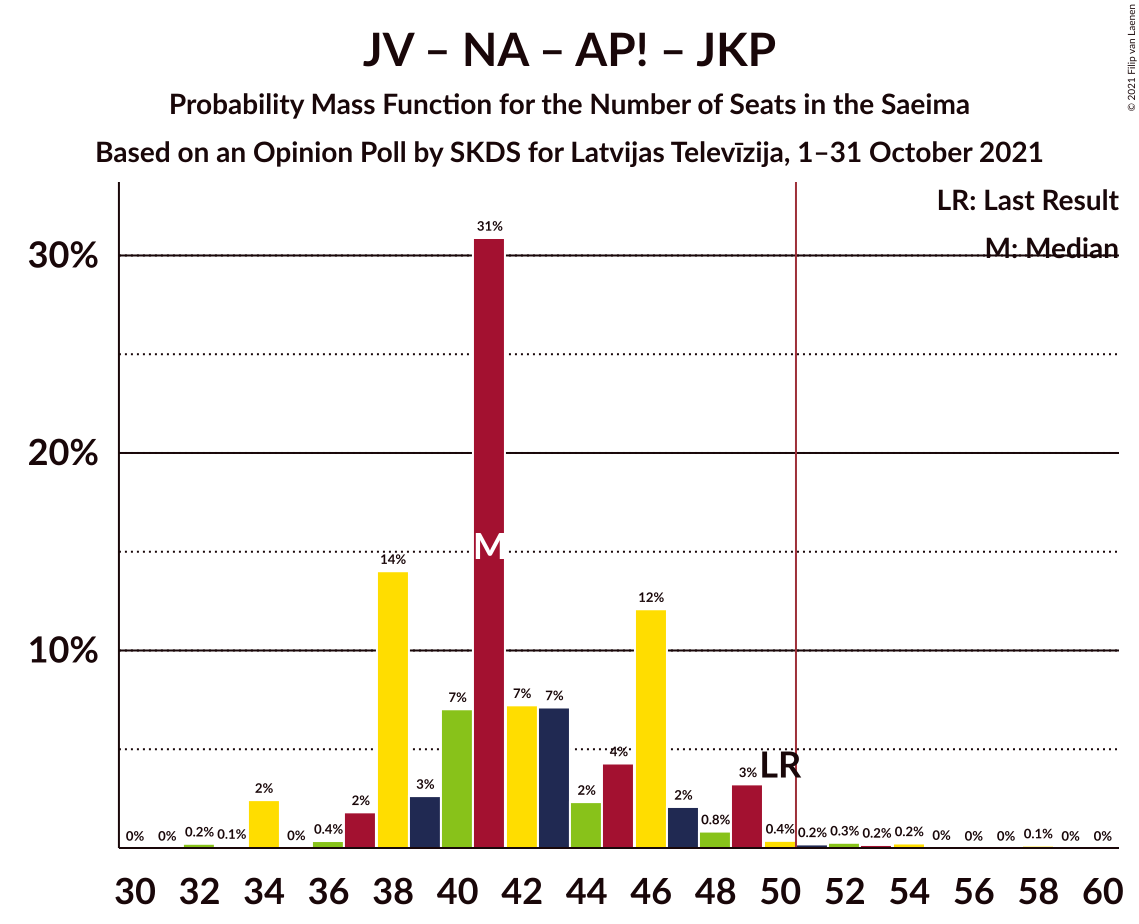 JV – NA – AP! – JKP
Probability Mass Function for the Number of Seats in the Saeima
Based on an Opinion Poll by SKDS for Latvijas Televīzija, 1–31 October 2021
© 2021 Filip van Laenen
LR: Last Result
M: Median
30%
20%
10%
0% 0% 0.2% 0.1% 2% 0% 0.4% 2% 14% 3% 7% 31% 7% 7% 2% 4% 12% 2% 0.8% 3% 0.4% 0.2% 0.3% 0.2% 0.2% 0% 0% 0% 0.1% 0% 0%
M
LR
30 32 34 36 38 40 42 44 46 48 50 52 54 56 58 60